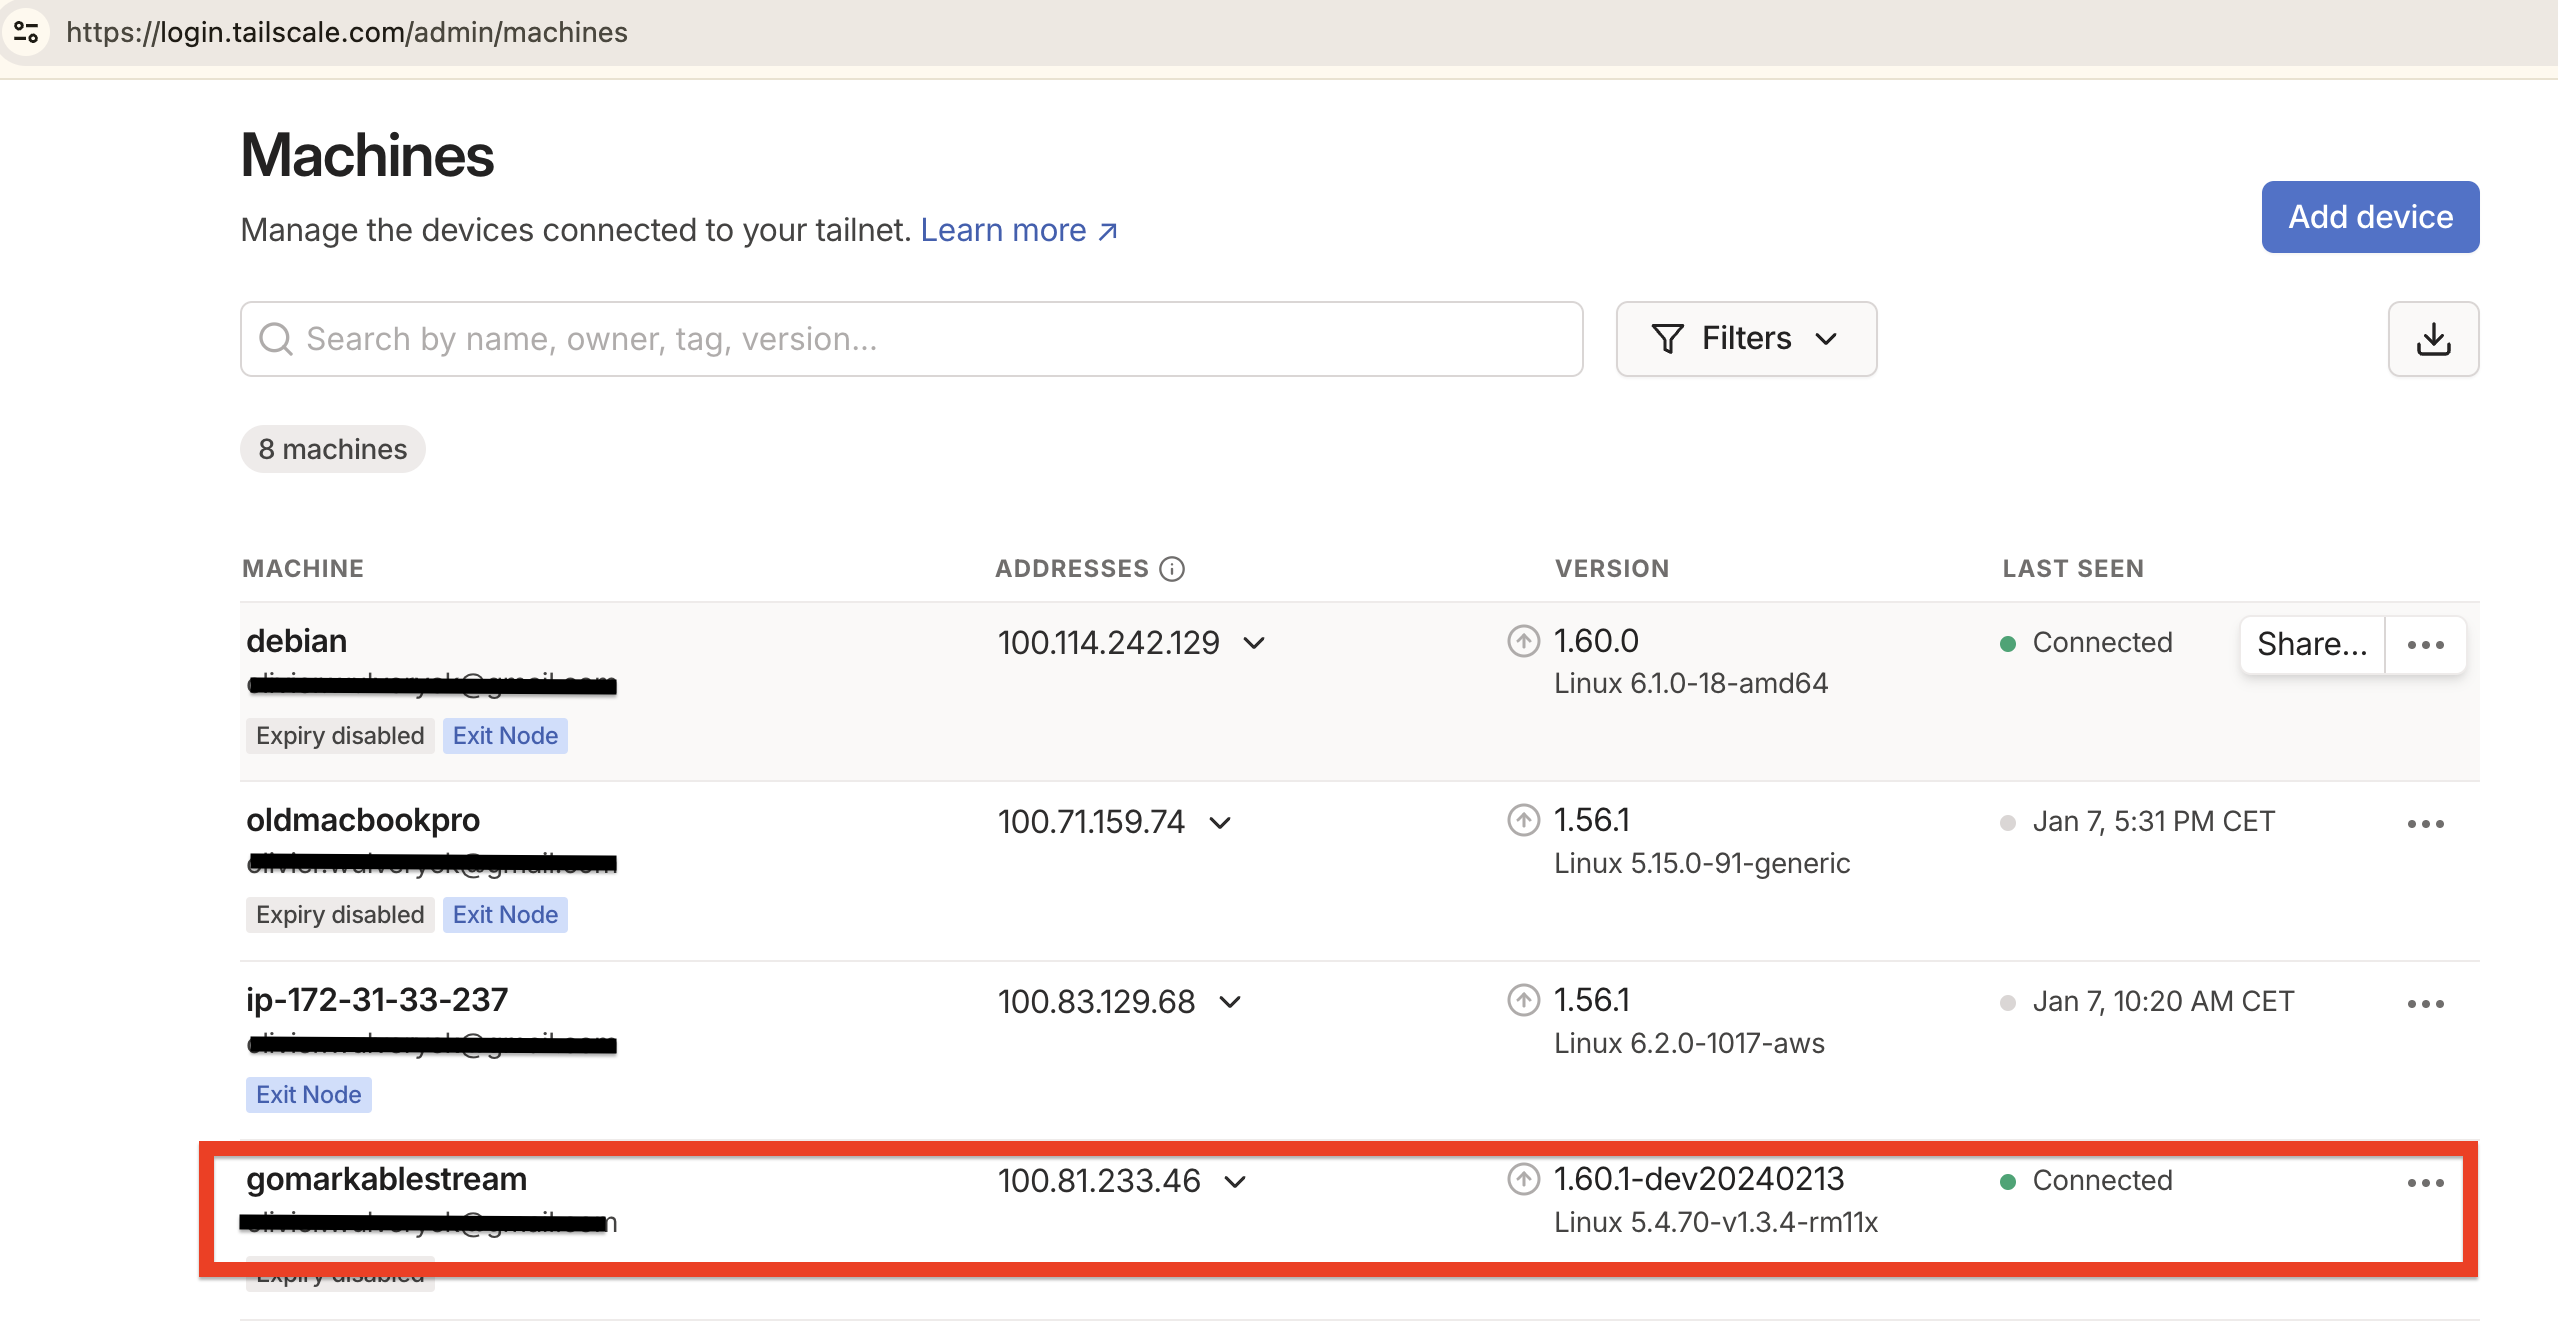 https://login.tailscale.com/admin/machines
Machines
Manage the devices connected to your tailnet. Learn more ↗
Add device
Search by name, owner, tag, version...
Filters
8 machines
MACHINE ADDRESSES VERSION LAST SEEN
debian 100.114.242.129 1.60.0 Connected Share...
Linux 6.1.0-18-amd64
Expiry disabled Exit Node
oldmacbookpro 100.71.159.74 1.56.1 Jan 7, 5:31 PM CET
Linux 5.15.0-91-generic
Expiry disabled Exit Node
ip-172-31-33-237 100.83.129.68 1.56.1 Jan 7, 10:20 AM CET
Linux 6.2.0-1017-aws
Exit Node
gomarkablestream 100.81.233.46 1.60.1-dev20240213 Connected
Linux 5.4.70-v1.3.4-rm11x
Expiry disabled